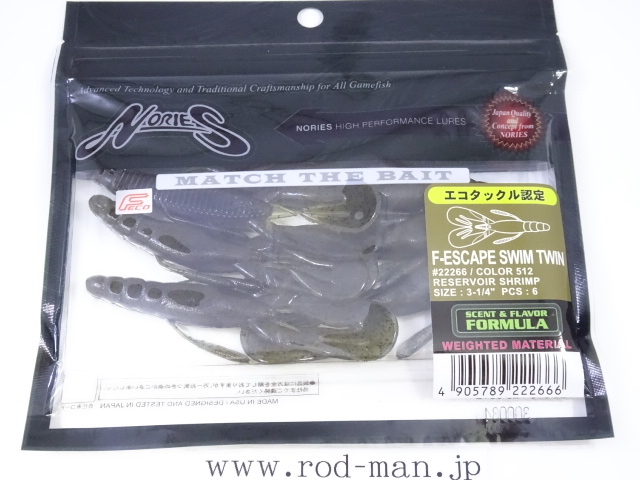 NORIES
Advanced Technology and Traditional Craftsmanship for All Gamefish
NORIES
NORIES HIGH PERFORMANCE LURES
Japan Quality
and
Concept from
NORIES
MATCH THE BAIT
FECO
エコタックル認定
F-ESCAPE SWIM TWIN
#22266 / COLOR 512
RESERVOIR SHRIMP
SIZE : 3-1/4" PCS : 6
SCENT & FLAVOR
FORMULA
WEIGHTED MATERIAL
4 905789 222666
MADE IN USA · DESIGNED AND TESTED IN JAPAN
www.rod-man.jp